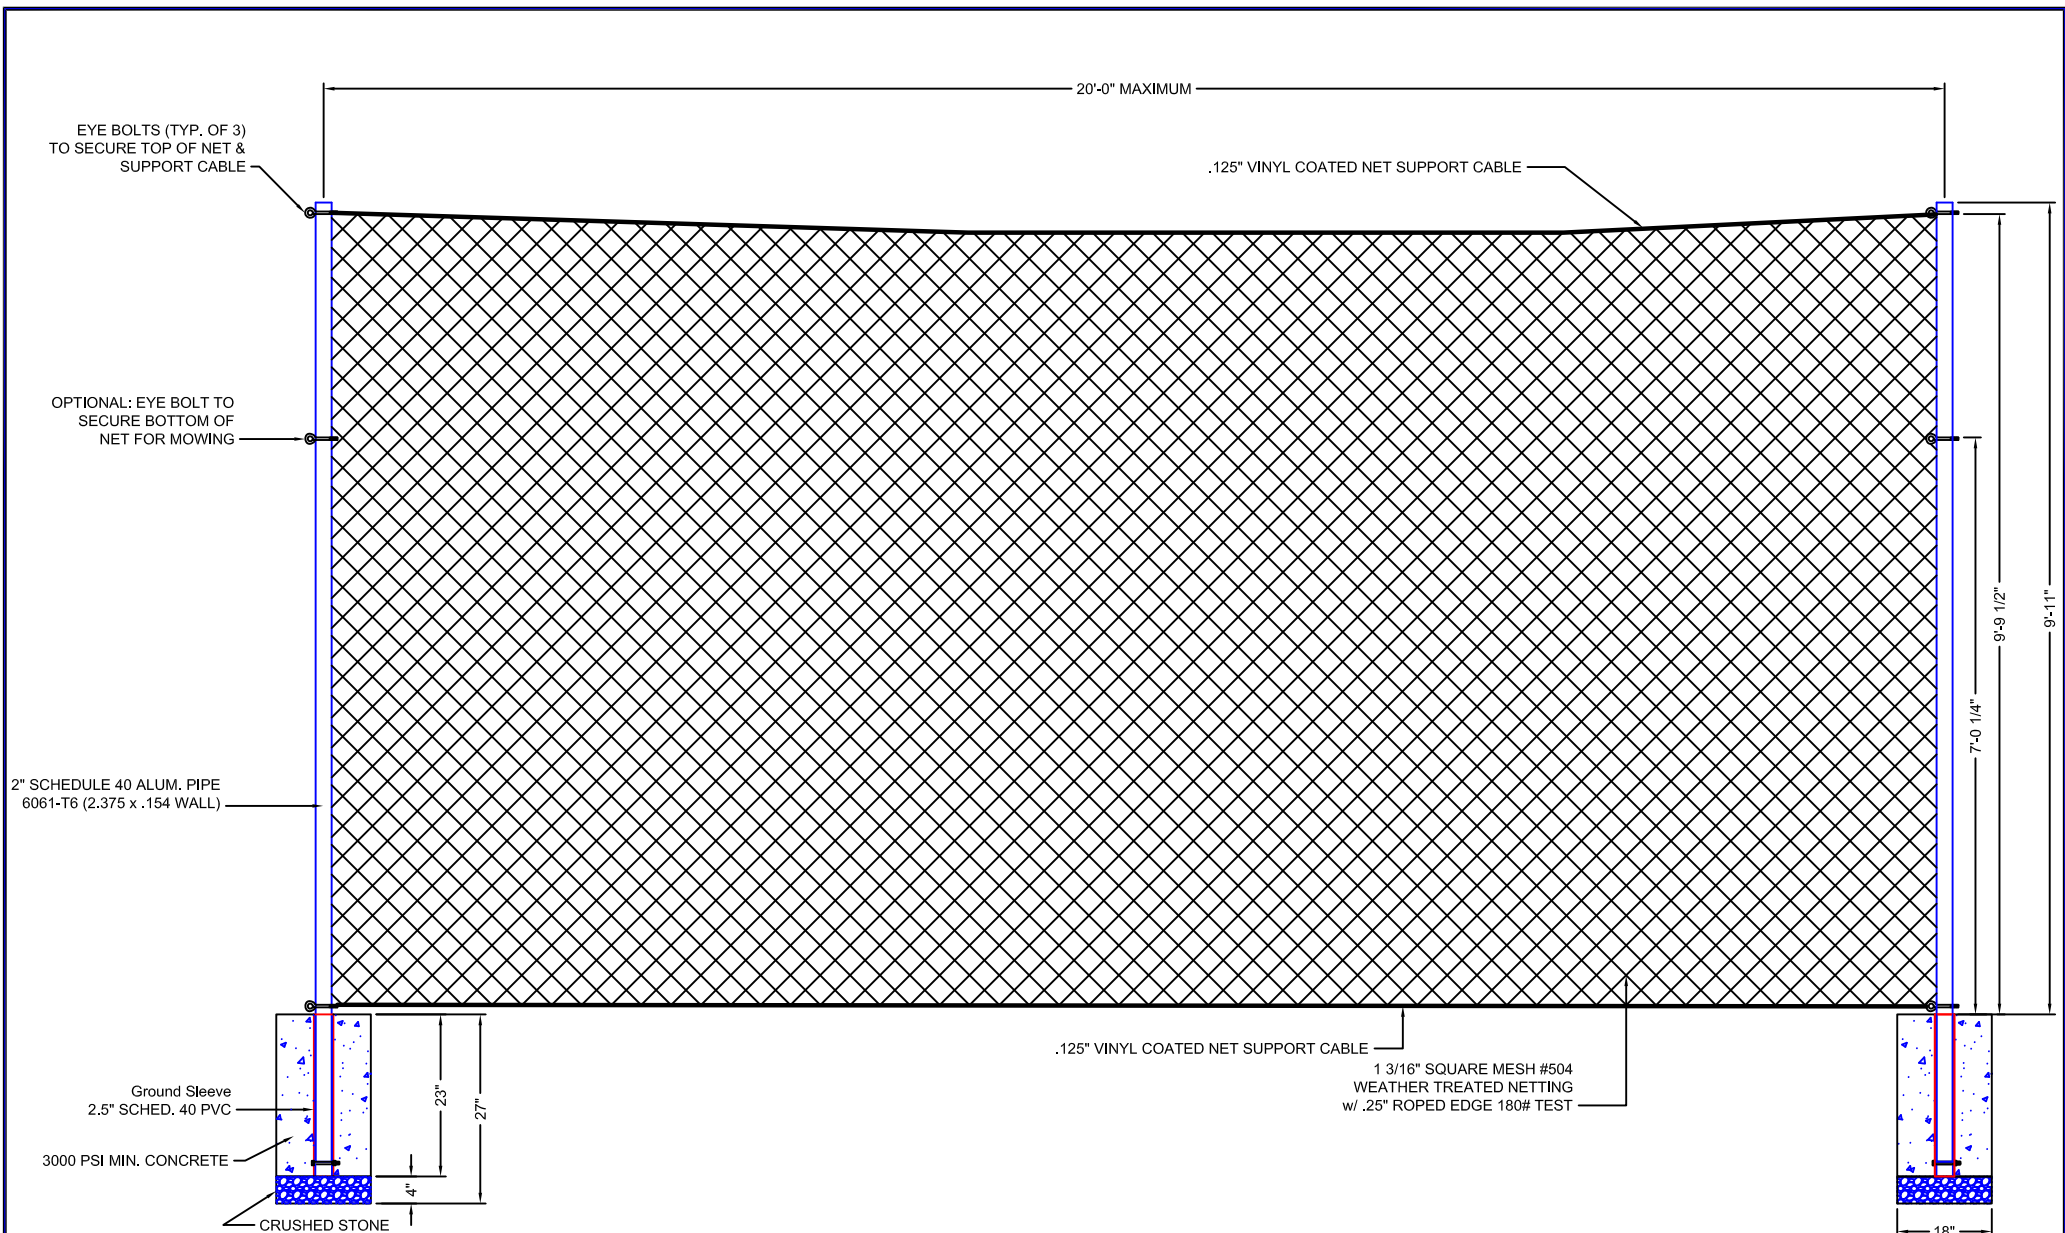 20'-0" MAXIMUM
EYE BOLTS (TYP. OF 3)
TO SECURE TOP OF NET &
SUPPORT CABLE
.125" VINYL COATED NET SUPPORT CABLE
OPTIONAL: EYE BOLT TO
SECURE BOTTOM OF
NET FOR MOWING
9'-9 1/2"
9'-11"
7'-0 1/4"
2" SCHEDULE 40 ALUM. PIPE
6061-T6 (2.375 x .154 WALL)
.125" VINYL COATED NET SUPPORT CABLE
1 3/16" SQUARE MESH #504
WEATHER TREATED NETTING
w/ .25" ROPED EDGE 180# TEST
Ground Sleeve
2.5" SCHED. 40 PVC
23"
27"
3000 PSI MIN. CONCRETE
4"
CRUSHED STONE
18"